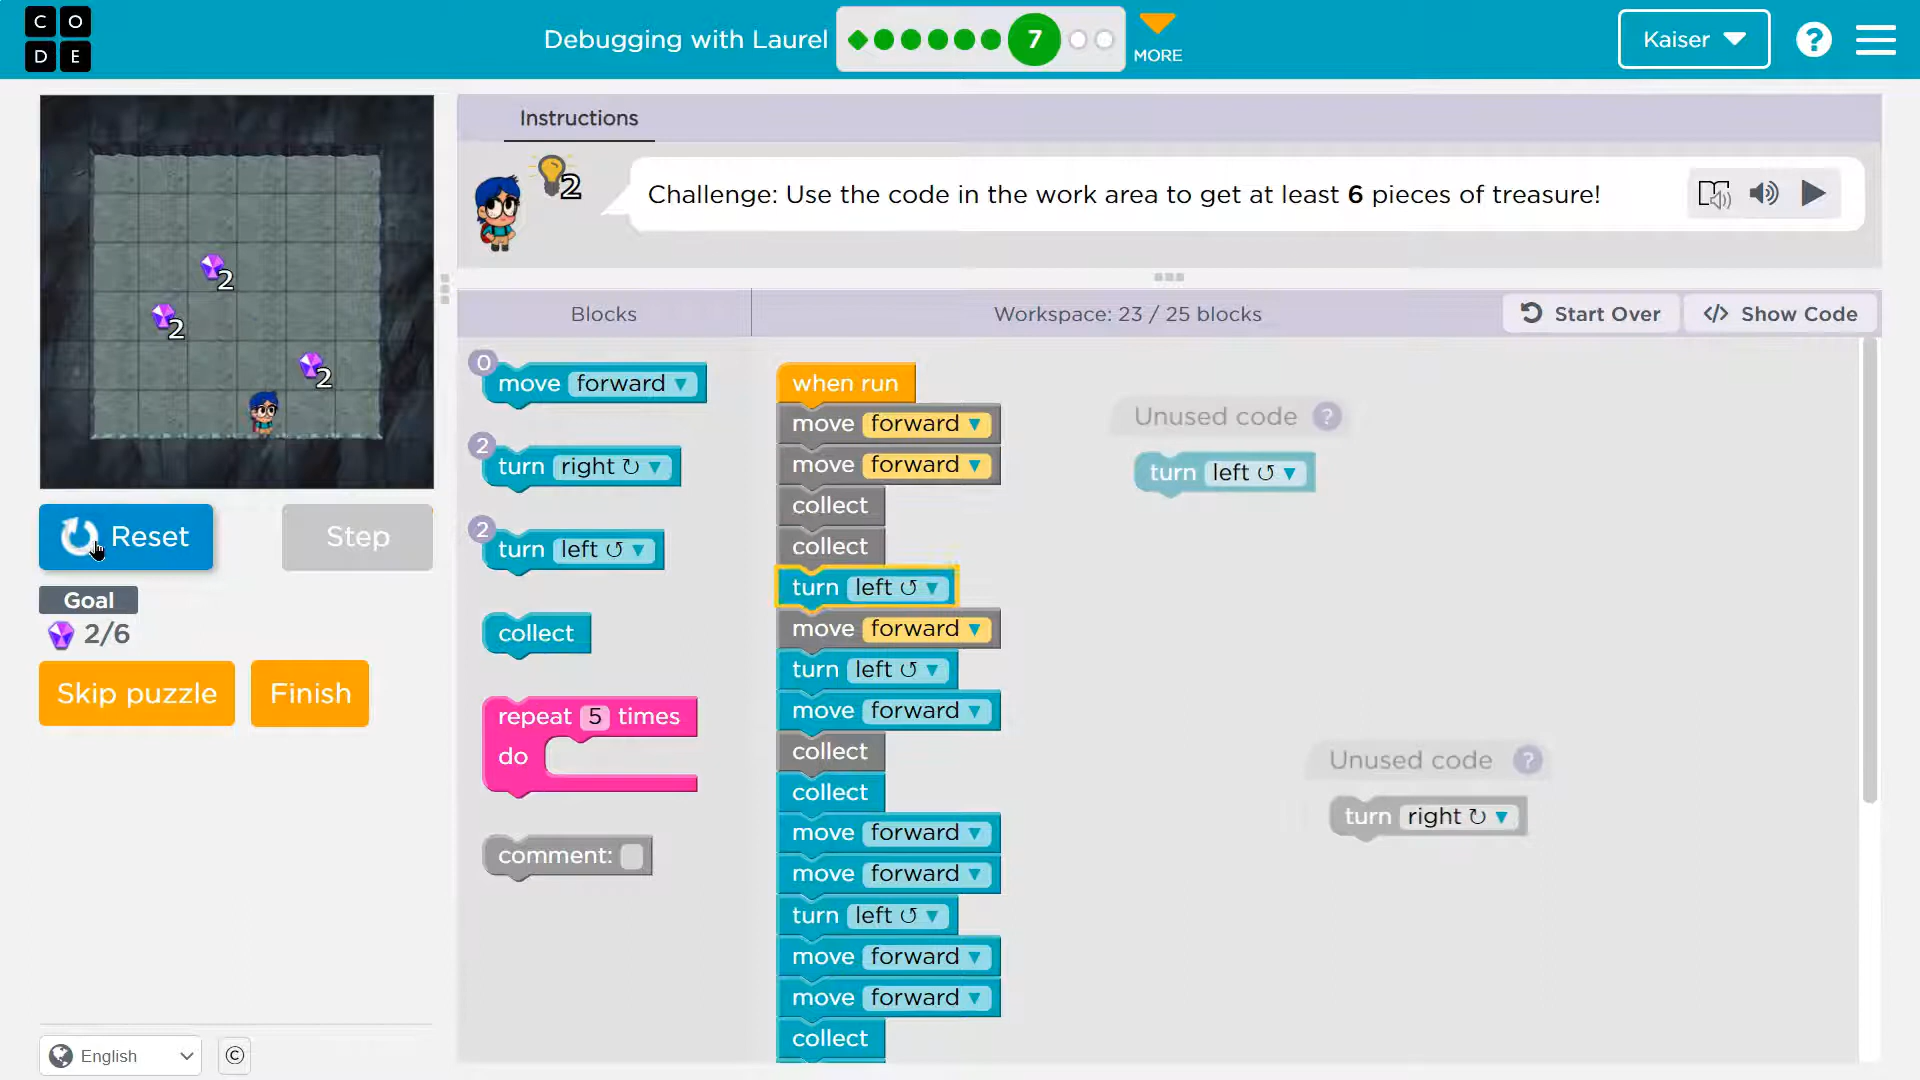 CODE
Debugging with Laurel
7
MORE
Kaiser
?
2
2
2
Reset
Step
Goal
2/6
Skip puzzle
Finish
English
©
Instructions
2
Challenge: Use the code in the work area to get at least 6 pieces of treasure!
Blocks
Workspace: 23 / 25 blocks
Start Over
</> Show Code
0
move forward
2
turn right ↻
2
turn left ↺
collect
repeat 5 times
do
comment:
when run
move forward
move forward
collect
collect
turn left ↺
move forward
turn left ↺
move forward
collect
collect
move forward
move forward
turn left ↺
move forward
move forward
collect
Unused code ?
turn left ↺
Unused code ?
turn right ↻